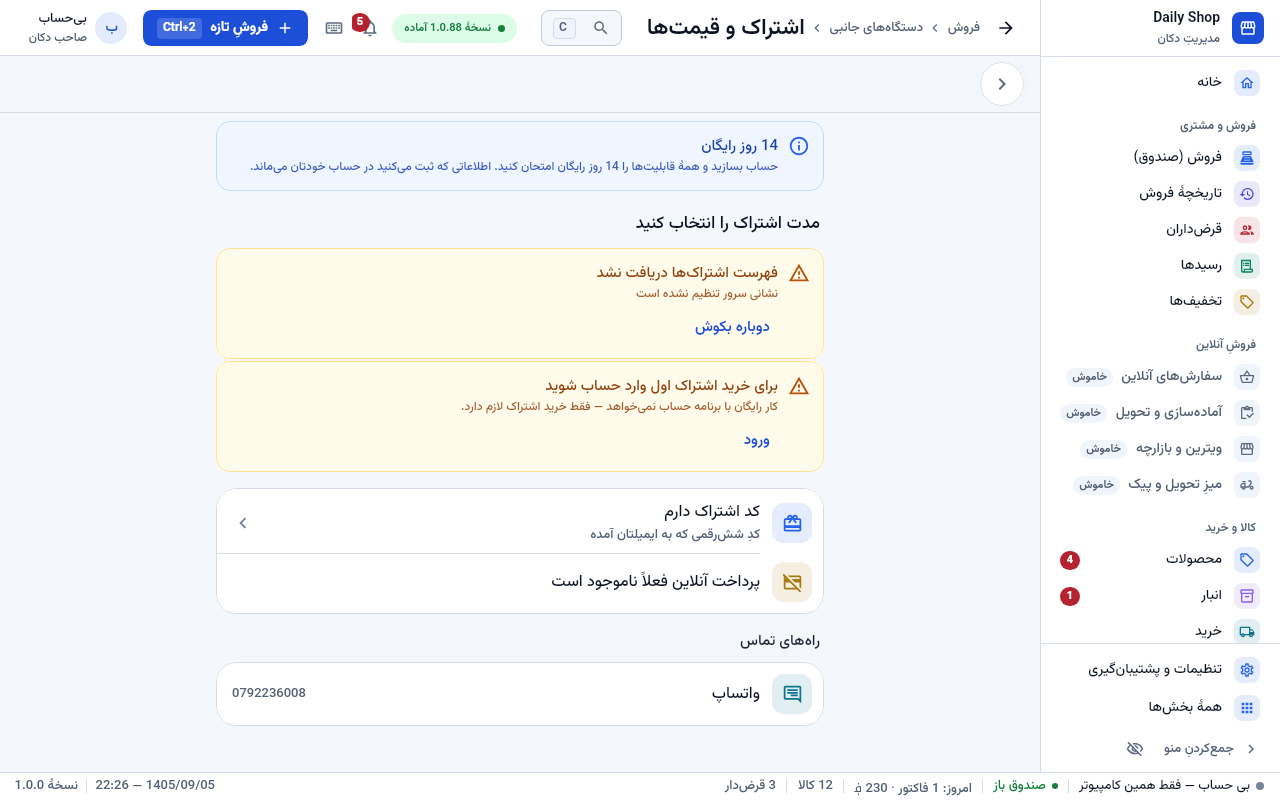 Daily Shop
مدیریتِ دکان
خانه
فروش و مشتری
فروش (صندوق)
تاریخچهٔ فروش
قرض‌داران
رسیدها
تخفیف‌ها
فروشِ آنلاین
سفارش‌های آنلاین خاموش
آماده‌سازی و تحویل خاموش
ویترین و بازارچه خاموش
میزِ تحویل و پیک خاموش
کالا و خرید
محصولات 4
انبار 1
خرید
تنظیمات و پشتیبان‌گیری
همهٔ بخش‌ها
جمع‌کردنِ منو
فروش › دستگاه‌های جانبی › اشتراک و قیمت‌ها
C
نسخهٔ 1.0.88 آماده
5
فروشِ تازه Ctrl+2
بی‌حساب
صاحب دکان
ب
14 روز رایگان
حساب بسازید و همهٔ قابلیت‌ها را 14 روز رایگان امتحان کنید. اطلاعاتی که ثبت می‌کنید در حساب خودتان می‌ماند.
مدت اشتراک را انتخاب کنید
فهرست اشتراک‌ها دریافت نشد
نشانی سرور تنظیم نشده است
دوباره بکوش
برای خرید اشتراک اول وارد حساب شوید
کار رایگان با برنامه حساب نمی‌خواهد — فقط خرید اشتراک لازم دارد.
ورود
کد اشتراک دارم
کدِ شش‌رقمی که به ایمیلتان آمده
پرداخت آنلاین فعلاً ناموجود است
راه‌های تماس
واتساپ
0792236008
بی حساب — فقط همین کامپیوتر
صندوق باز
امروز: 1 فاکتور · 230 ؋
12 کالا
3 قرض‌دار
1405/09/05 — 22:26
نسخهٔ 1.0.0